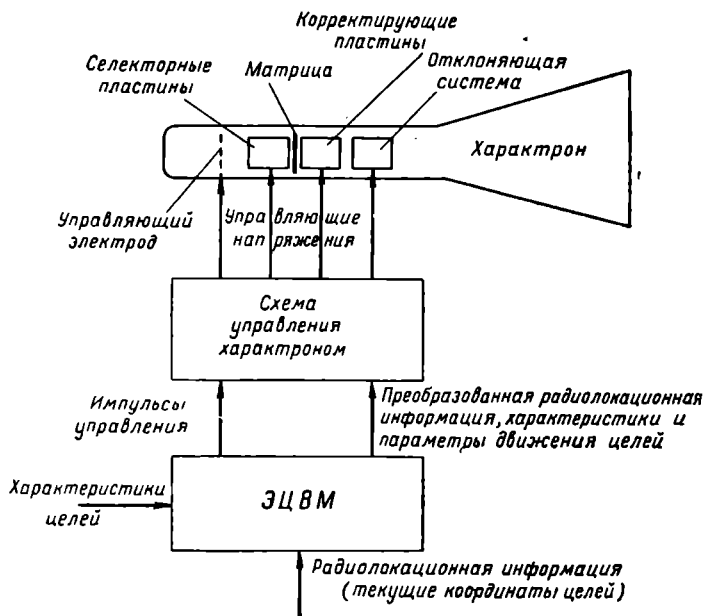 Корректирующие
пластины
Селекторные
пластины
Матрица
Отклоняющая
система
Характрон
Управляющий
электрод
Управляющие
напряжения
Схема
управления
характроном
Импульсы
управления
Преобразованная радиолокационная
информация, характеристики и
параметры движения целей
Характеристики
целей
ЭЦВМ
Радиолокационная информация
(текущие координаты целей)